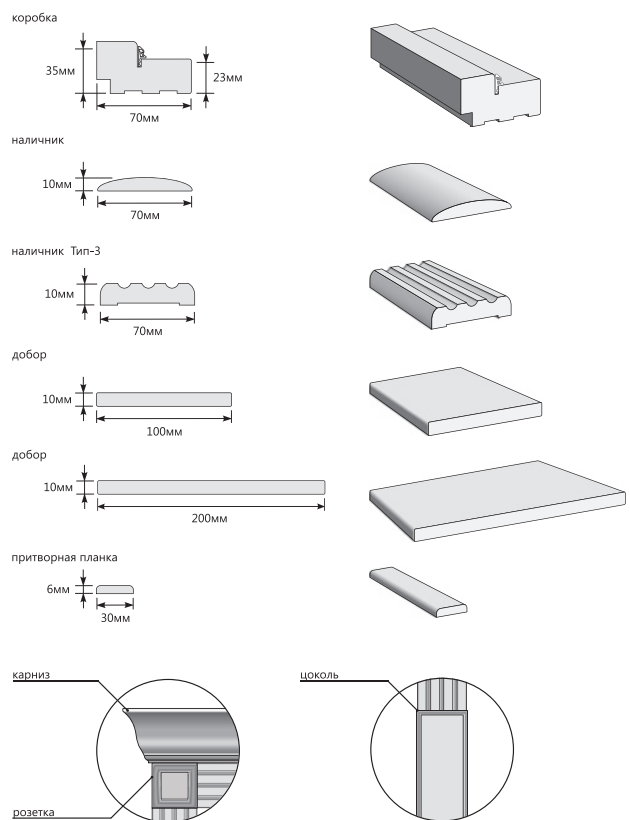 коробка
35мм
23мм
70мм
наличник
10мм
70мм
наличник Тип-3
10мм
70мм
добор
10мм
100мм
добор
10мм
200мм
притворная планка
6мм
30мм
карниз
цоколь
розетка